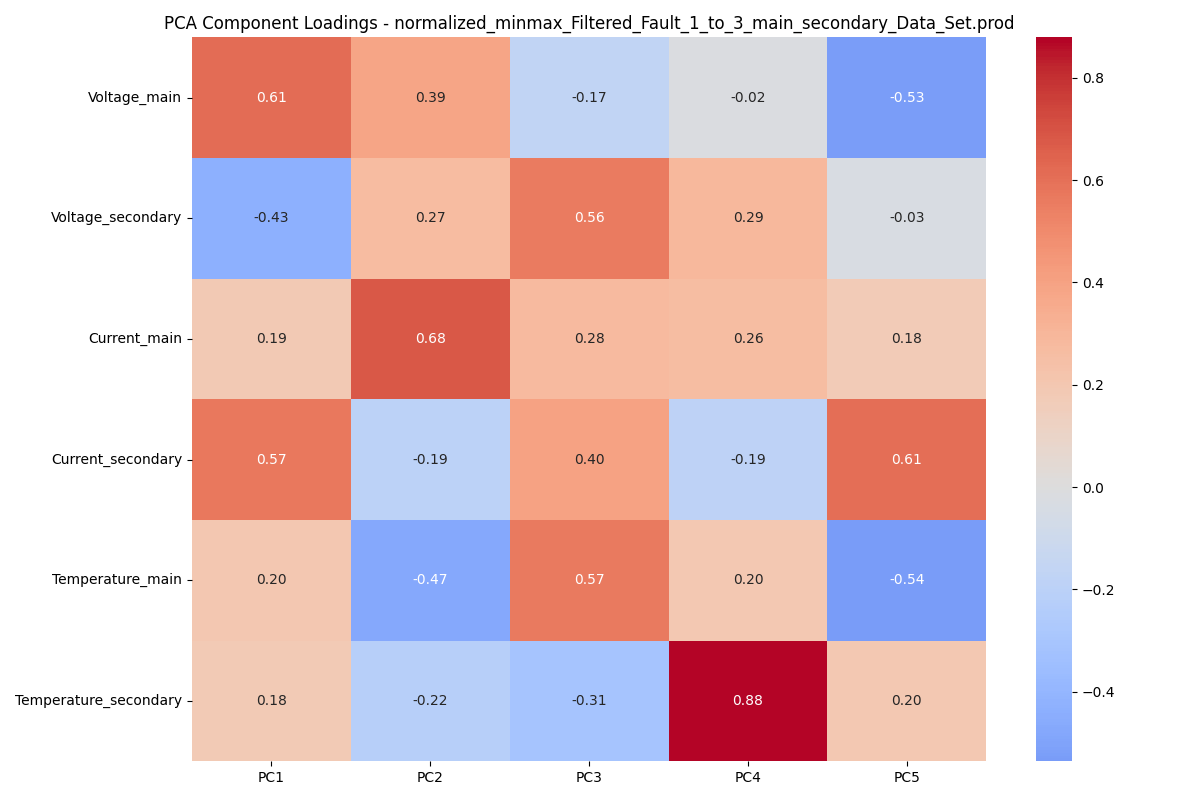 PCA Component Loadings - normalized_minmax_Filtered_Fault_1_to_3_main_secondary_Data_Set.prod
Voltage_main 0.61 0.39 -0.17 -0.02 -0.53
Voltage_secondary -0.43 0.27 0.56 0.29 -0.03
Current_main 0.19 0.68 0.28 0.26 0.18
Current_secondary 0.57 -0.19 0.40 -0.19 0.61
Temperature_main 0.20 -0.47 0.57 0.20 -0.54
Temperature_secondary 0.18 -0.22 -0.31 0.88 0.20
PC1 PC2 PC3 PC4 PC5
0.8
0.6
0.4
0.2
0.0
−0.2
−0.4